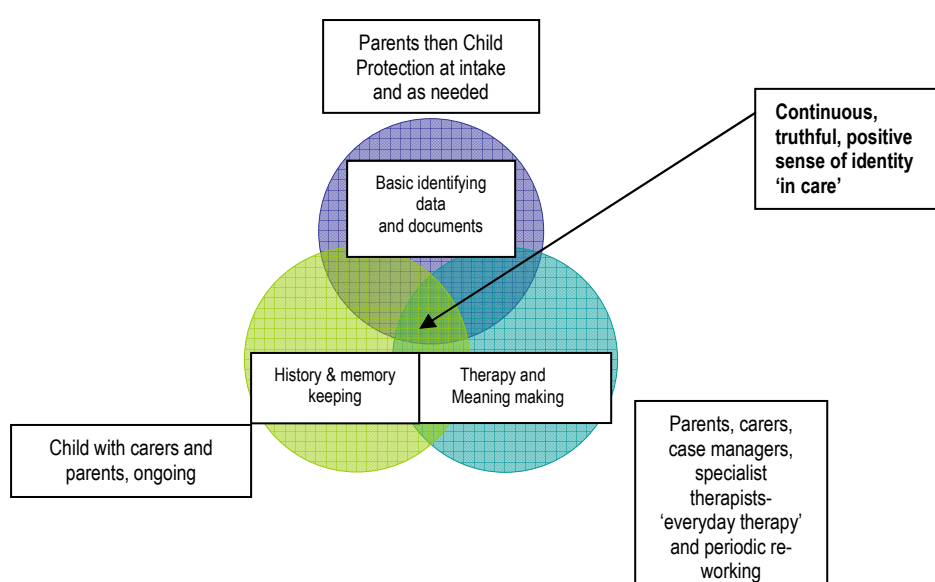 Parents then Child
Protection at intake
and as needed
Continuous,
truthful, positive
sense of identity
‘in care’
Basic identifying
data
and documents
History & memory
keeping
Therapy and
Meaning making
Child with carers and
parents, ongoing
Parents, carers,
case managers,
specialist
therapists-
‘everyday therapy’
and periodic re-
working